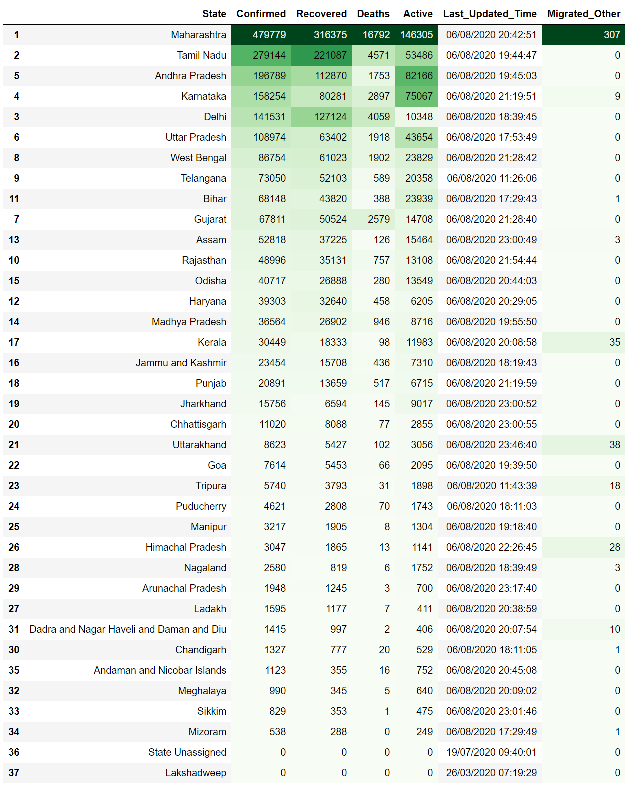 State Confirmed Recovered Deaths Active Last_Updated_Time Migrated_Other
1 Maharashtra 479779 316375 16792 146305 06/08/2020 20:42:51 307
2 Tamil Nadu 279144 221087 4571 53486 06/08/2020 19:44:47 0
5 Andhra Pradesh 196789 112870 1753 82166 06/08/2020 19:45:03 0
4 Karnataka 158254 80281 2897 75067 06/08/2020 21:19:51 9
3 Delhi 141531 127124 4059 10348 06/08/2020 18:39:45 0
6 Uttar Pradesh 108974 63402 1918 43654 06/08/2020 17:53:49 0
8 West Bengal 86754 61023 1902 23829 06/08/2020 21:28:42 0
9 Telangana 73050 52103 589 20358 06/08/2020 11:26:06 0
11 Bihar 68148 43820 388 23939 06/08/2020 17:29:43 1
7 Gujarat 67811 50524 2579 14708 06/08/2020 21:28:40 0
13 Assam 52818 37225 126 15464 06/08/2020 23:00:49 3
10 Rajasthan 48996 35131 757 13108 06/08/2020 21:54:44 0
15 Odisha 40717 26888 280 13549 06/08/2020 20:44:03 0
12 Haryana 39303 32640 458 6205 06/08/2020 20:29:05 0
14 Madhya Pradesh 36564 26902 946 8716 06/08/2020 19:55:50 0
17 Kerala 30449 18333 98 11983 06/08/2020 20:08:58 35
16 Jammu and Kashmir 23454 15708 436 7310 06/08/2020 18:19:43 0
18 Punjab 20891 13659 517 6715 06/08/2020 21:19:59 0
19 Jharkhand 15756 6594 145 9017 06/08/2020 23:00:52 0
20 Chhattisgarh 11020 8088 77 2855 06/08/2020 23:00:55 0
21 Uttarakhand 8623 5427 102 3056 06/08/2020 23:46:40 38
22 Goa 7614 5453 66 2095 06/08/2020 19:39:50 0
23 Tripura 5740 3793 31 1898 06/08/2020 11:43:39 18
24 Puducherry 4621 2808 70 1743 06/08/2020 18:11:03 0
25 Manipur 3217 1905 8 1304 06/08/2020 19:18:40 0
26 Himachal Pradesh 3047 1865 13 1141 06/08/2020 22:26:45 28
28 Nagaland 2580 819 6 1752 06/08/2020 18:39:49 3
29 Arunachal Pradesh 1948 1245 3 700 06/08/2020 23:17:40 0
27 Ladakh 1595 1177 7 411 06/08/2020 20:38:59 0
31 Dadra and Nagar Haveli and Daman and Diu 1415 997 2 406 06/08/2020 20:07:54 10
30 Chandigarh 1327 777 20 529 06/08/2020 18:11:05 1
35 Andaman and Nicobar Islands 1123 355 16 752 06/08/2020 20:45:08 0
32 Meghalaya 990 345 5 640 06/08/2020 20:09:02 0
33 Sikkim 829 353 1 475 06/08/2020 23:01:46 0
34 Mizoram 538 288 0 249 06/08/2020 17:29:49 1
36 State Unassigned 0 0 0 0 19/07/2020 09:40:01 0
37 Lakshadweep 0 0 0 0 26/03/2020 07:19:29 0